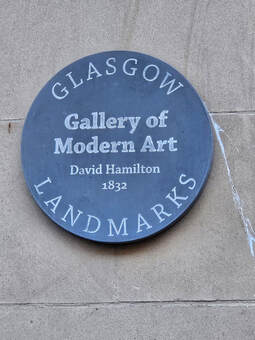 GLASGOW
Gallery of
Modern Art
David Hamilton
1832
LANDMARKS